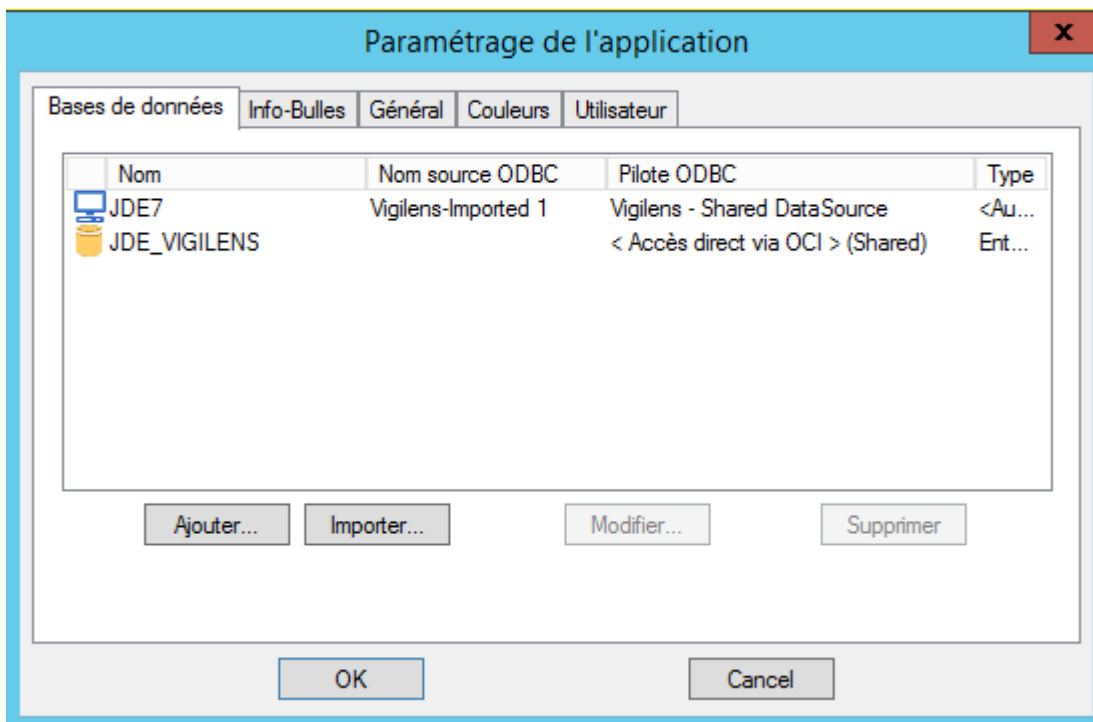 Paramétrage de l'application
x
Bases de données Info-Bulles Général Couleurs Utilisateur
Nom Nom source ODBC Pilote ODBC Type
JDE7 Vigilens-Imported 1 Vigilens - Shared DataSource <Au...
JDE_VIGILENS < Accès direct via OCI > (Shared) Ent...
Ajouter... Importer... Modifier... Supprimer
OK Cancel